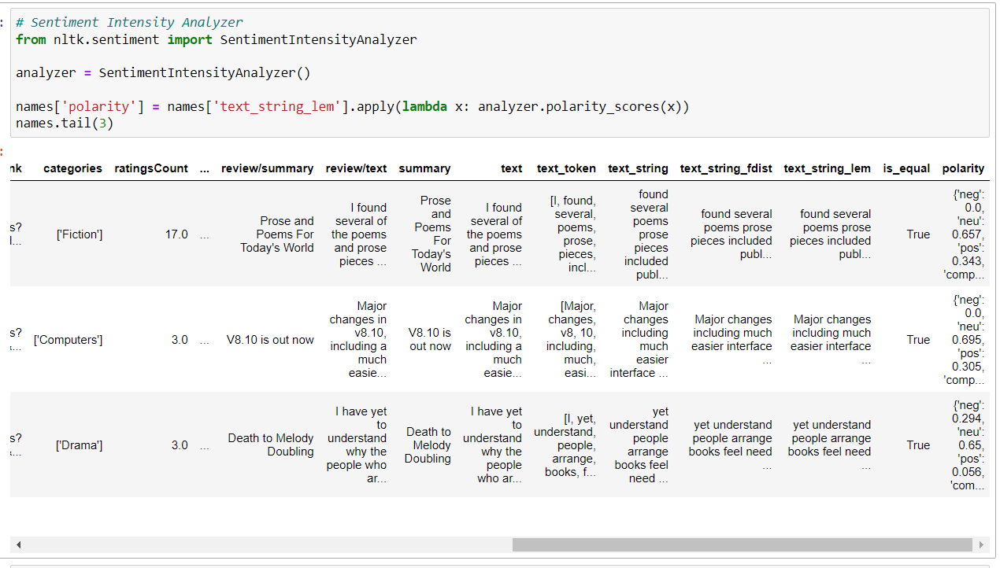 :
# Sentiment Intensity Analyzer
from nltk.sentiment import SentimentIntensityAnalyzer
analyzer = SentimentIntensityAnalyzer()
names['polarity'] = names['text_string_lem'].apply(lambda x: analyzer.polarity_scores(x))
names.tail(3)
:
nk categories ratingsCount ... review/summary review/text summary text text_token text_string text_string_fdist text_string_lem is_equal polarity
s?
l...
['Fiction']
17.0
...
Prose and
Poems For
Today's World
I found
several of
the poems
and prose
pieces ...
Prose
and
Poems
For
Today's
World
I found
several of
the poems
and prose
pieces ...
[I, found,
several,
poems,
prose,
pieces,
incl...
found
several
poems
prose
pieces
included
publ...
found several
poems prose
pieces included
publ...
found several
poems prose
pieces included
publ...
True
{'neg':
0.0,
'neu':
0.657,
'pos':
0.343,
'comp...
s?
...
['Computers']
3.0
...
V8.10 is out now
Major
changes in
v8.10,
including a
much
easie...
V8.10 is
out now
Major
changes in
v8.10,
including a
much
easie...
[Major,
changes,
v8, 10,
including,
much,
easi...
Major
changes
including
much
easier
interface ...
Major changes
including much
easier interface
...
Major changes
including much
easier interface
...
True
{'neg':
0.0,
'neu':
0.695,
'pos':
0.305,
'comp...
s?
...
['Drama']
3.0
...
Death to Melody
Doubling
I have yet
to
understand
why the
people who
ar...
Death to
Melody
Doubling
I have yet
to
understand
why the
people
who ar...
[I, yet,
understand,
people,
arrange,
books, f...
yet
understand
people
arrange
books feel
need ...
yet understand
people arrange
books feel need
...
yet understand
people arrange
books feel need
...
True
{'neg':
0.294,
'neu':
0.65,
'pos':
0.056,
'com...